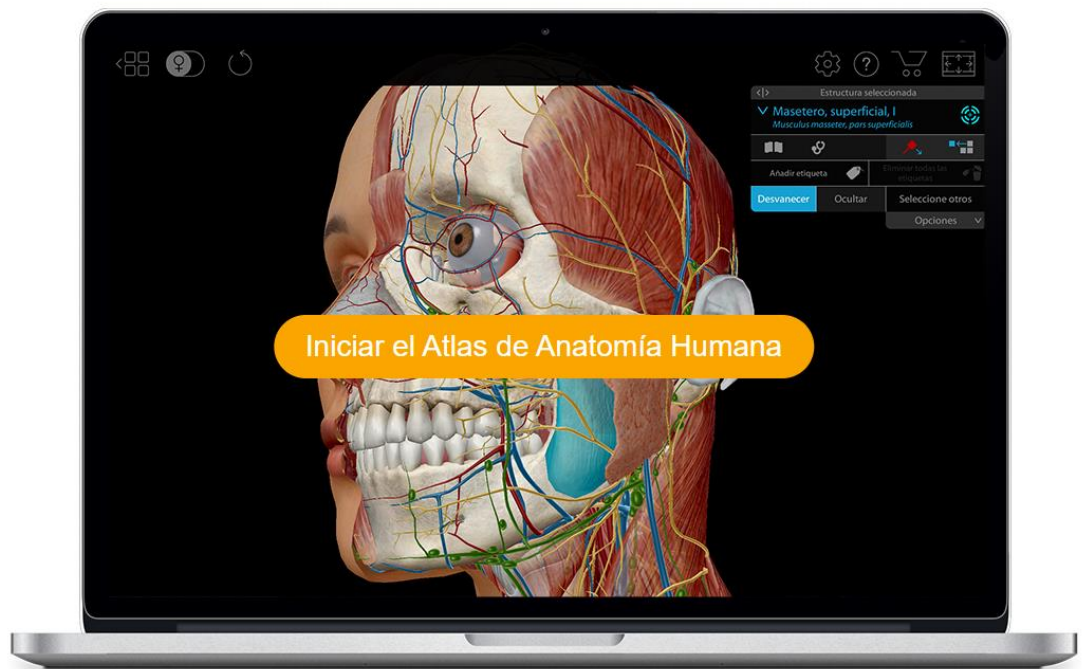 Estructura seleccionada
Masetero, superficial, I
Musculus masseter, pars superficialis
Añadir etiqueta
Eliminar todas las
etiquetas
Desvanecer
Ocultar
Seleccione otros
Opciones
Iniciar el Atlas de Anatomía Humana